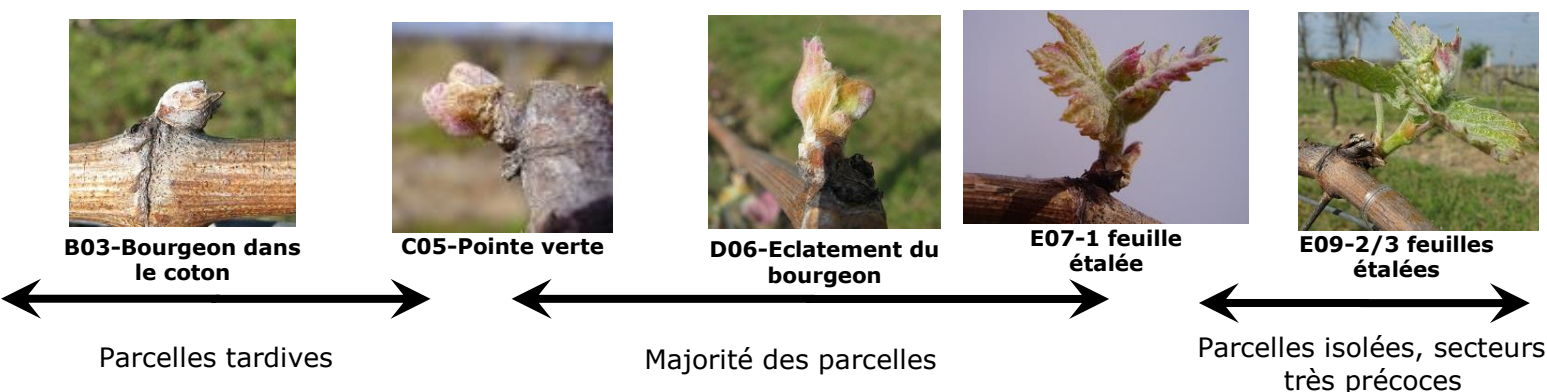 B03-Bourgeon dans
le coton
C05-Pointe verte
D06-Eclatement du
bourgeon
E07-1 feuille
étalée
E09-2/3 feuilles
étalées
Parcelles tardives
Majorité des parcelles
Parcelles isolées, secteurs
très précoces